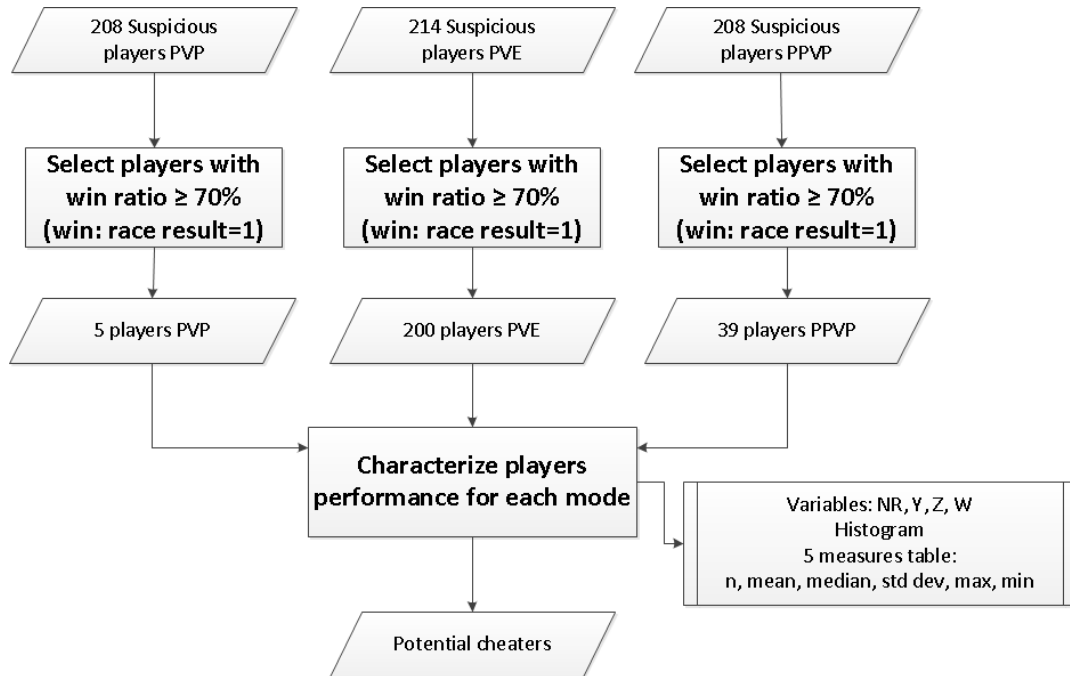 208 Suspicious
players PVP
214 Suspicious
players PVE
208 Suspicious
players PPVP
Select players with
win ratio ≥ 70%
(win: race result=1)
Select players with
win ratio ≥ 70%
(win: race result=1)
Select players with
win ratio ≥ 70%
(win: race result=1)
5 players PVP
200 players PVE
39 players PPVP
Characterize players
performance for each mode
Variables: NR, Y, Z, W
Histogram
5 measures table:
n, mean, median, std dev, max, min
Potential cheaters